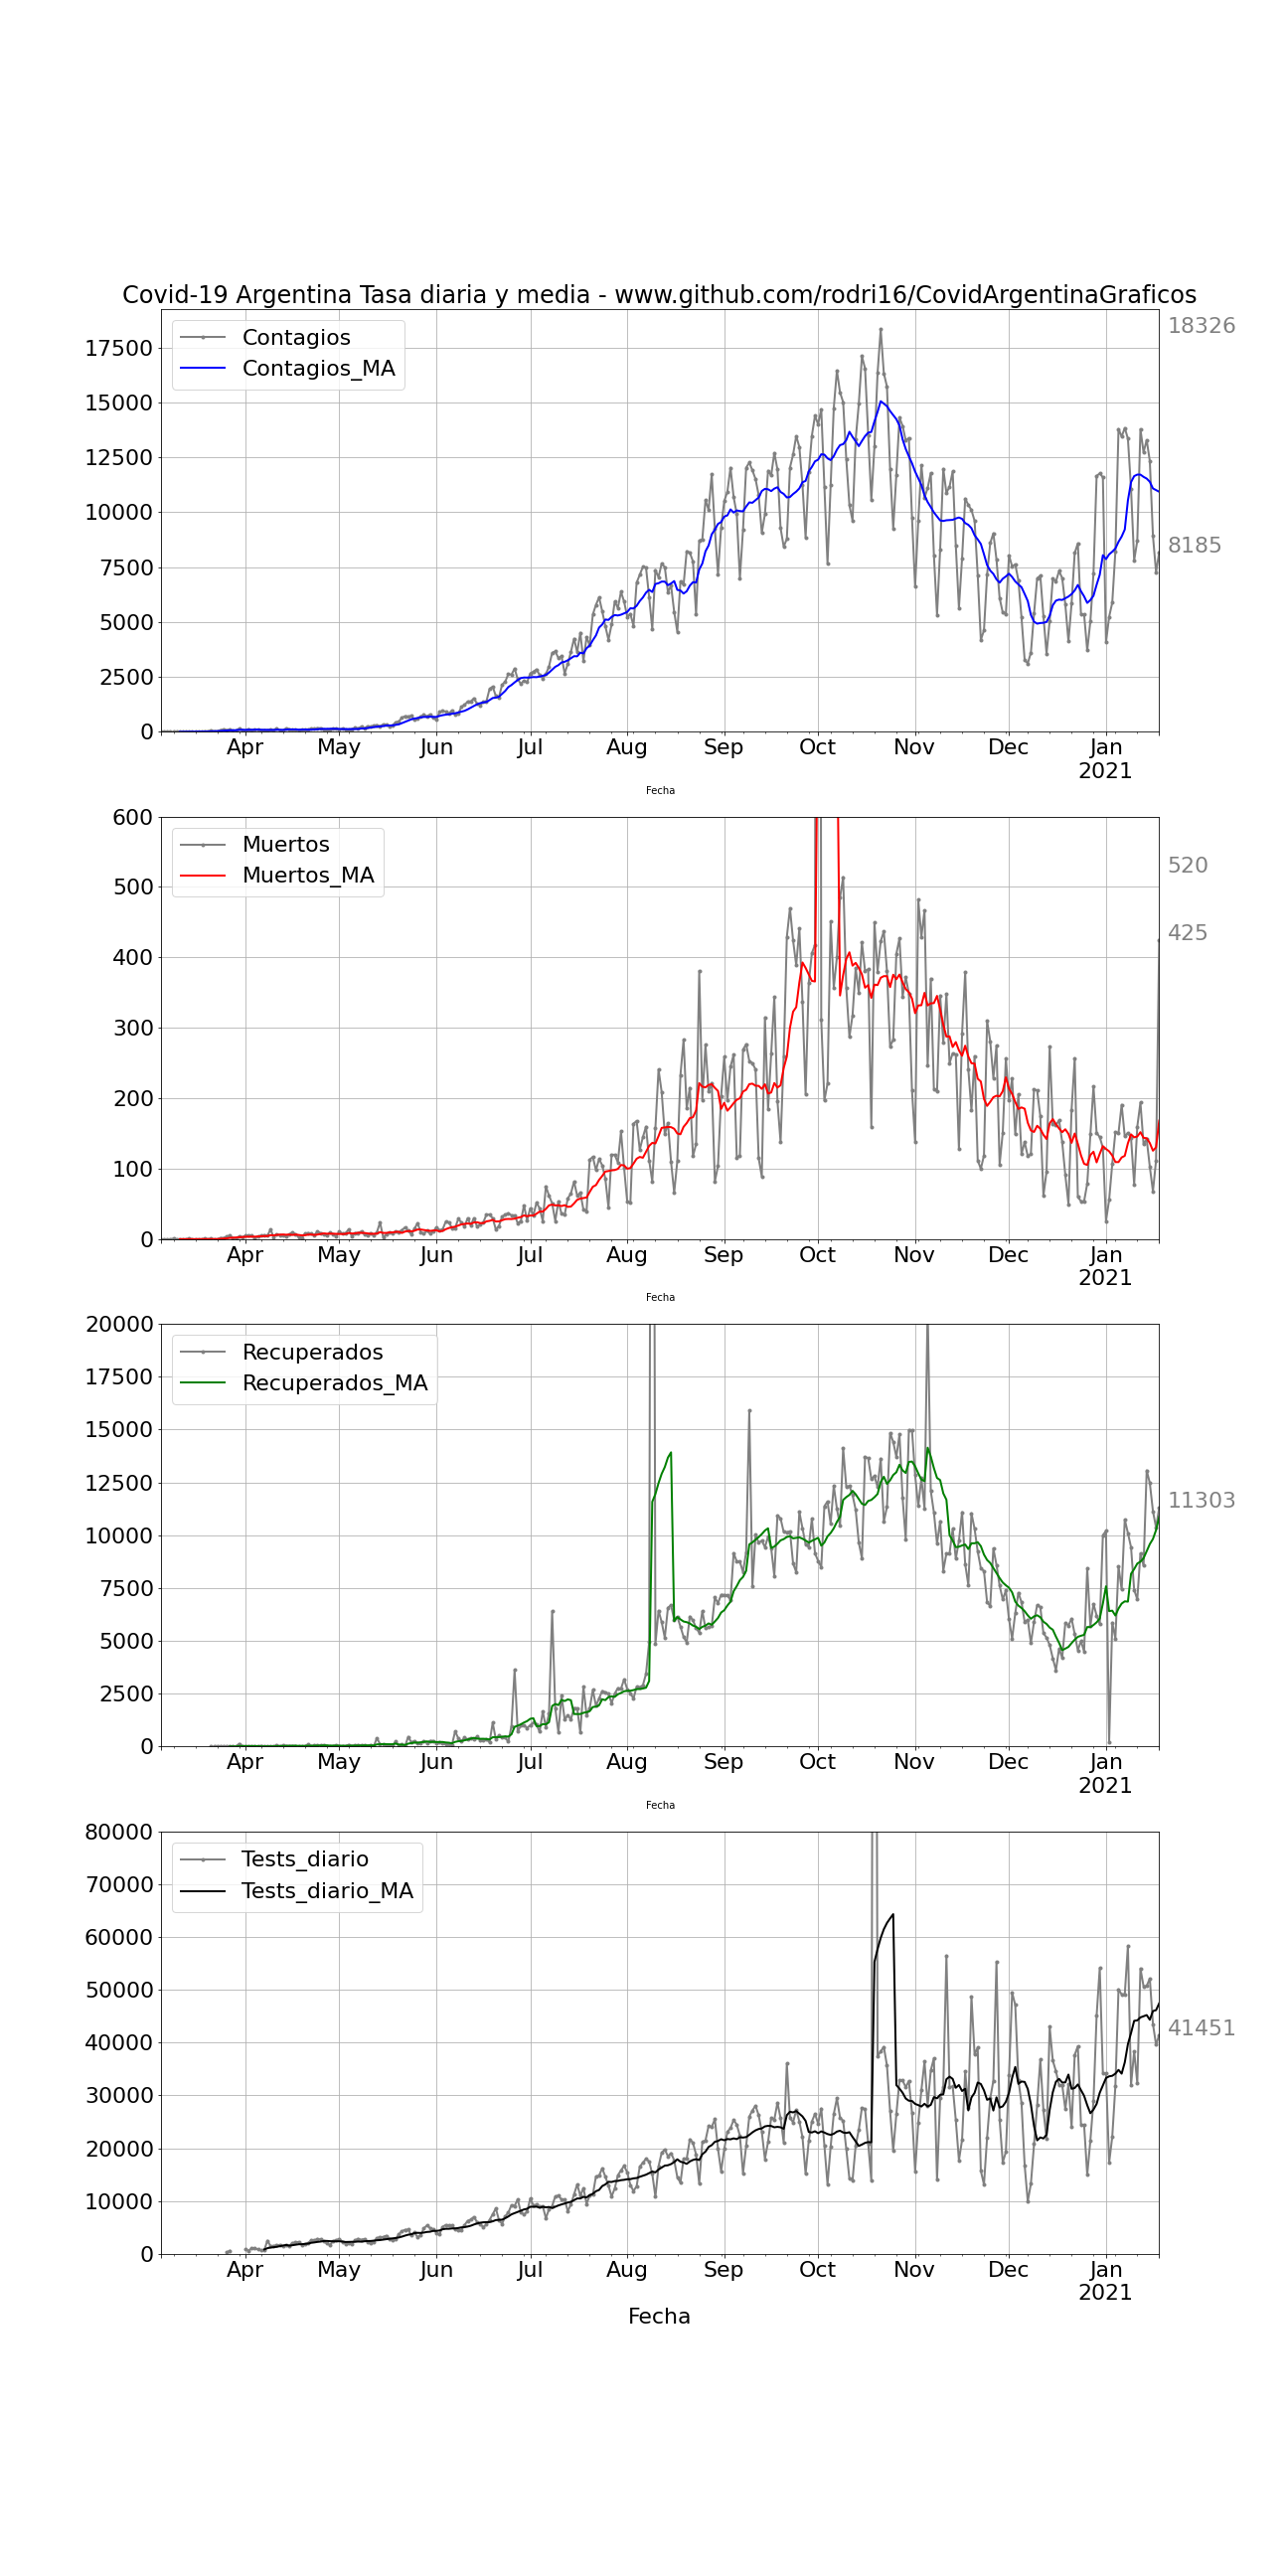 Covid-19 Argentina Tasa diaria y media - www.github.com/rodri16/CovidArgentinaGraficos
18326
Contagios
Contagios_MA
17500
15000
12500
10000
8185
7500
5000
2500
0
Apr May Jun Jul Aug Sep Oct Nov Dec Jan
2021
Fecha
600
Muertos
Muertos_MA
520
500
425
400
300
200
100
0
Apr May Jun Jul Aug Sep Oct Nov Dec Jan
2021
Fecha
20000
Recuperados
Recuperados_MA
17500
15000
12500
11303
10000
7500
5000
2500
0
Apr May Jun Jul Aug Sep Oct Nov Dec Jan
2021
Fecha
80000
Tests_diario
Tests_diario_MA
70000
60000
50000
41451
40000
30000
20000
10000
0
Apr May Jun Jul Aug Sep Oct Nov Dec Jan
2021
Fecha